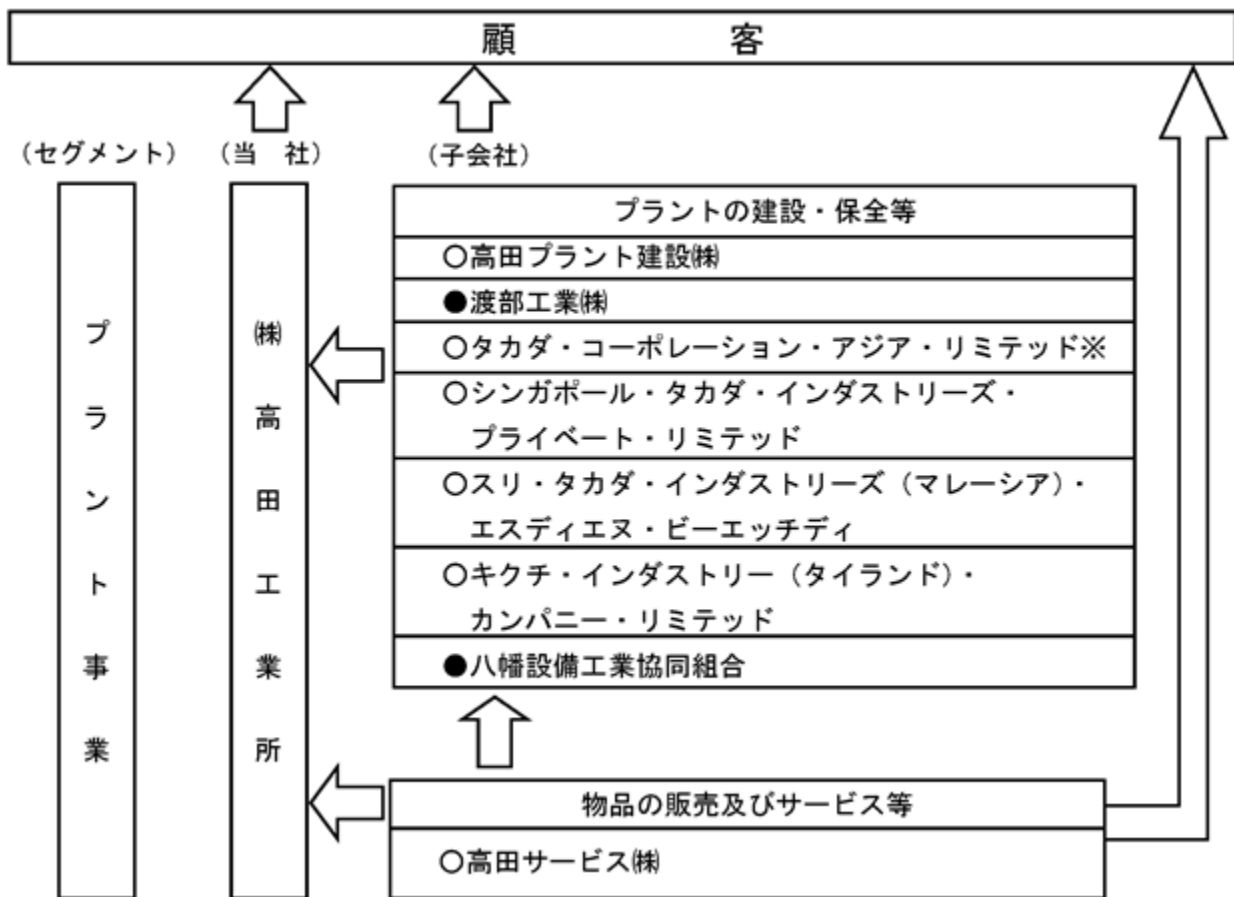 顧客
（セグメント）
（当 社）
（子会社）
プラント事業
㈱高田工業所
プラントの建設・保全等
○高田プラント建設㈱
●渡部工業㈱
○タカダ・コーポレーション・アジア・リミテッド※
○シンガポール・タカダ・インダストリーズ・
プライベート・リミテッド
○スリ・タカダ・インダストリーズ（マレーシア）・
エスディエヌ・ビーエッチディ
○キクチ・インダストリー（タイランド）・
カンパニー・リミテッド
●八幡設備工業協同組合
物品の販売及びサービス等
○高田サービス㈱